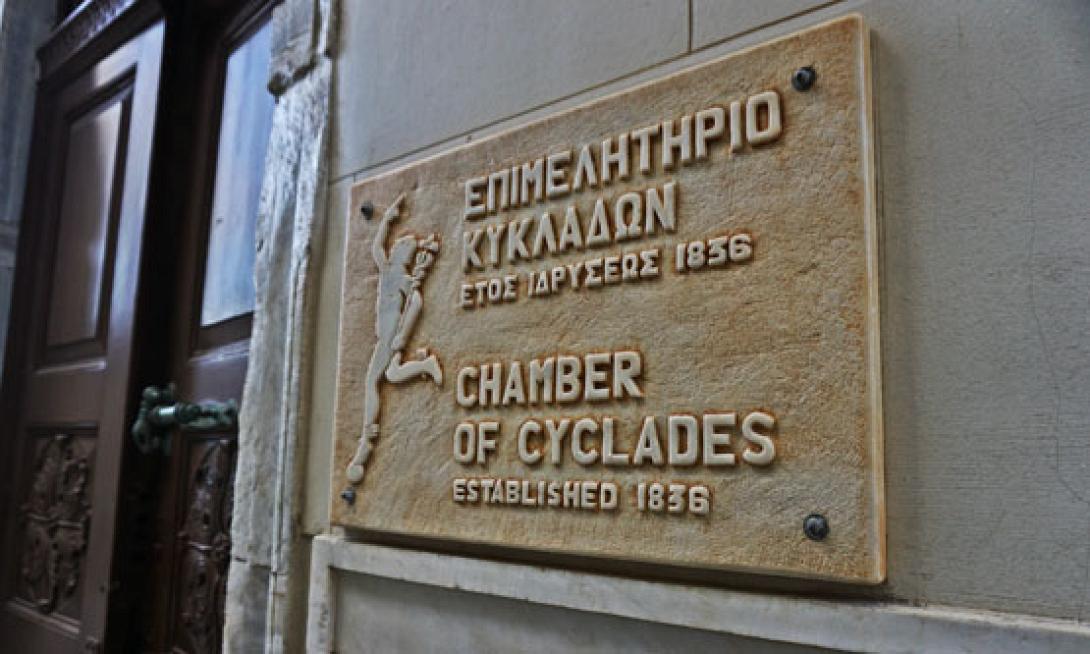 ΕΠΙΜΕΛΗΤΗΡΙΟ
ΚΥΚΛΑΔΩΝ
ΕΤΟΣ ΙΔΡΥΣΕΩΣ 1836
CHAMBER
OF CYCLADES
ESTABLISHED 1836